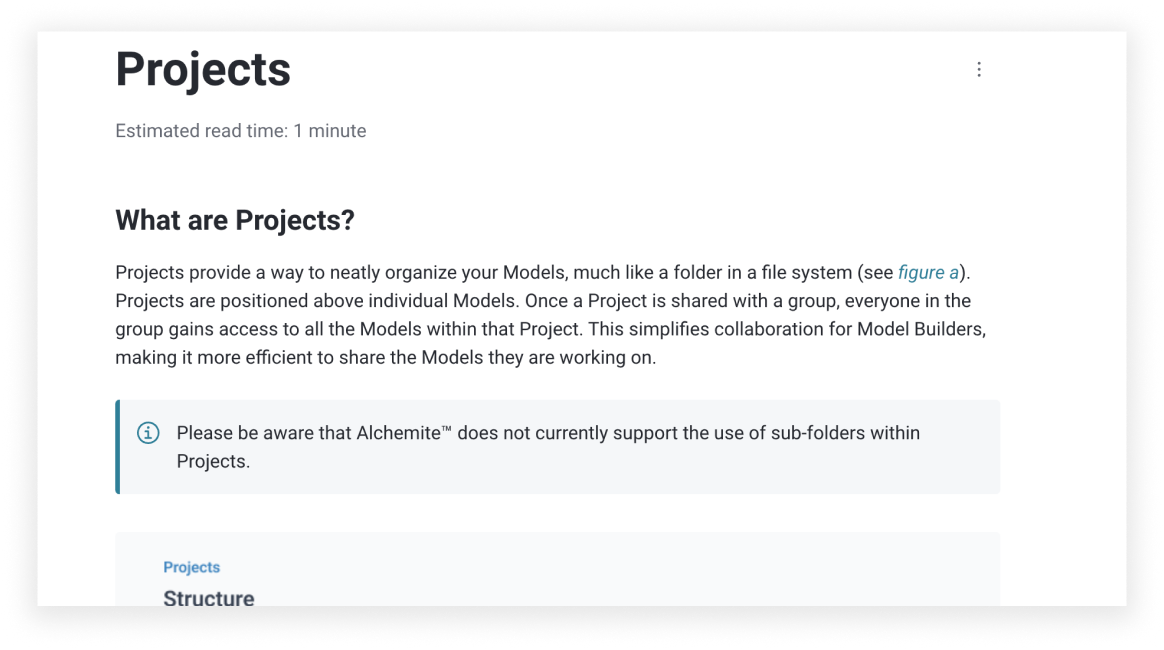 Projects
Estimated read time: 1 minute
What are Projects?
Projects provide a way to neatly organize your Models, much like a folder in a file system (see figure a).
Projects are positioned above individual Models. Once a Project is shared with a group, everyone in the
group gains access to all the Models within that Project. This simplifies collaboration for Model Builders,
making it more efficient to share the Models they are working on.
Please be aware that Alchemite™ does not currently support the use of sub-folders within
Projects.
Projects
Structure